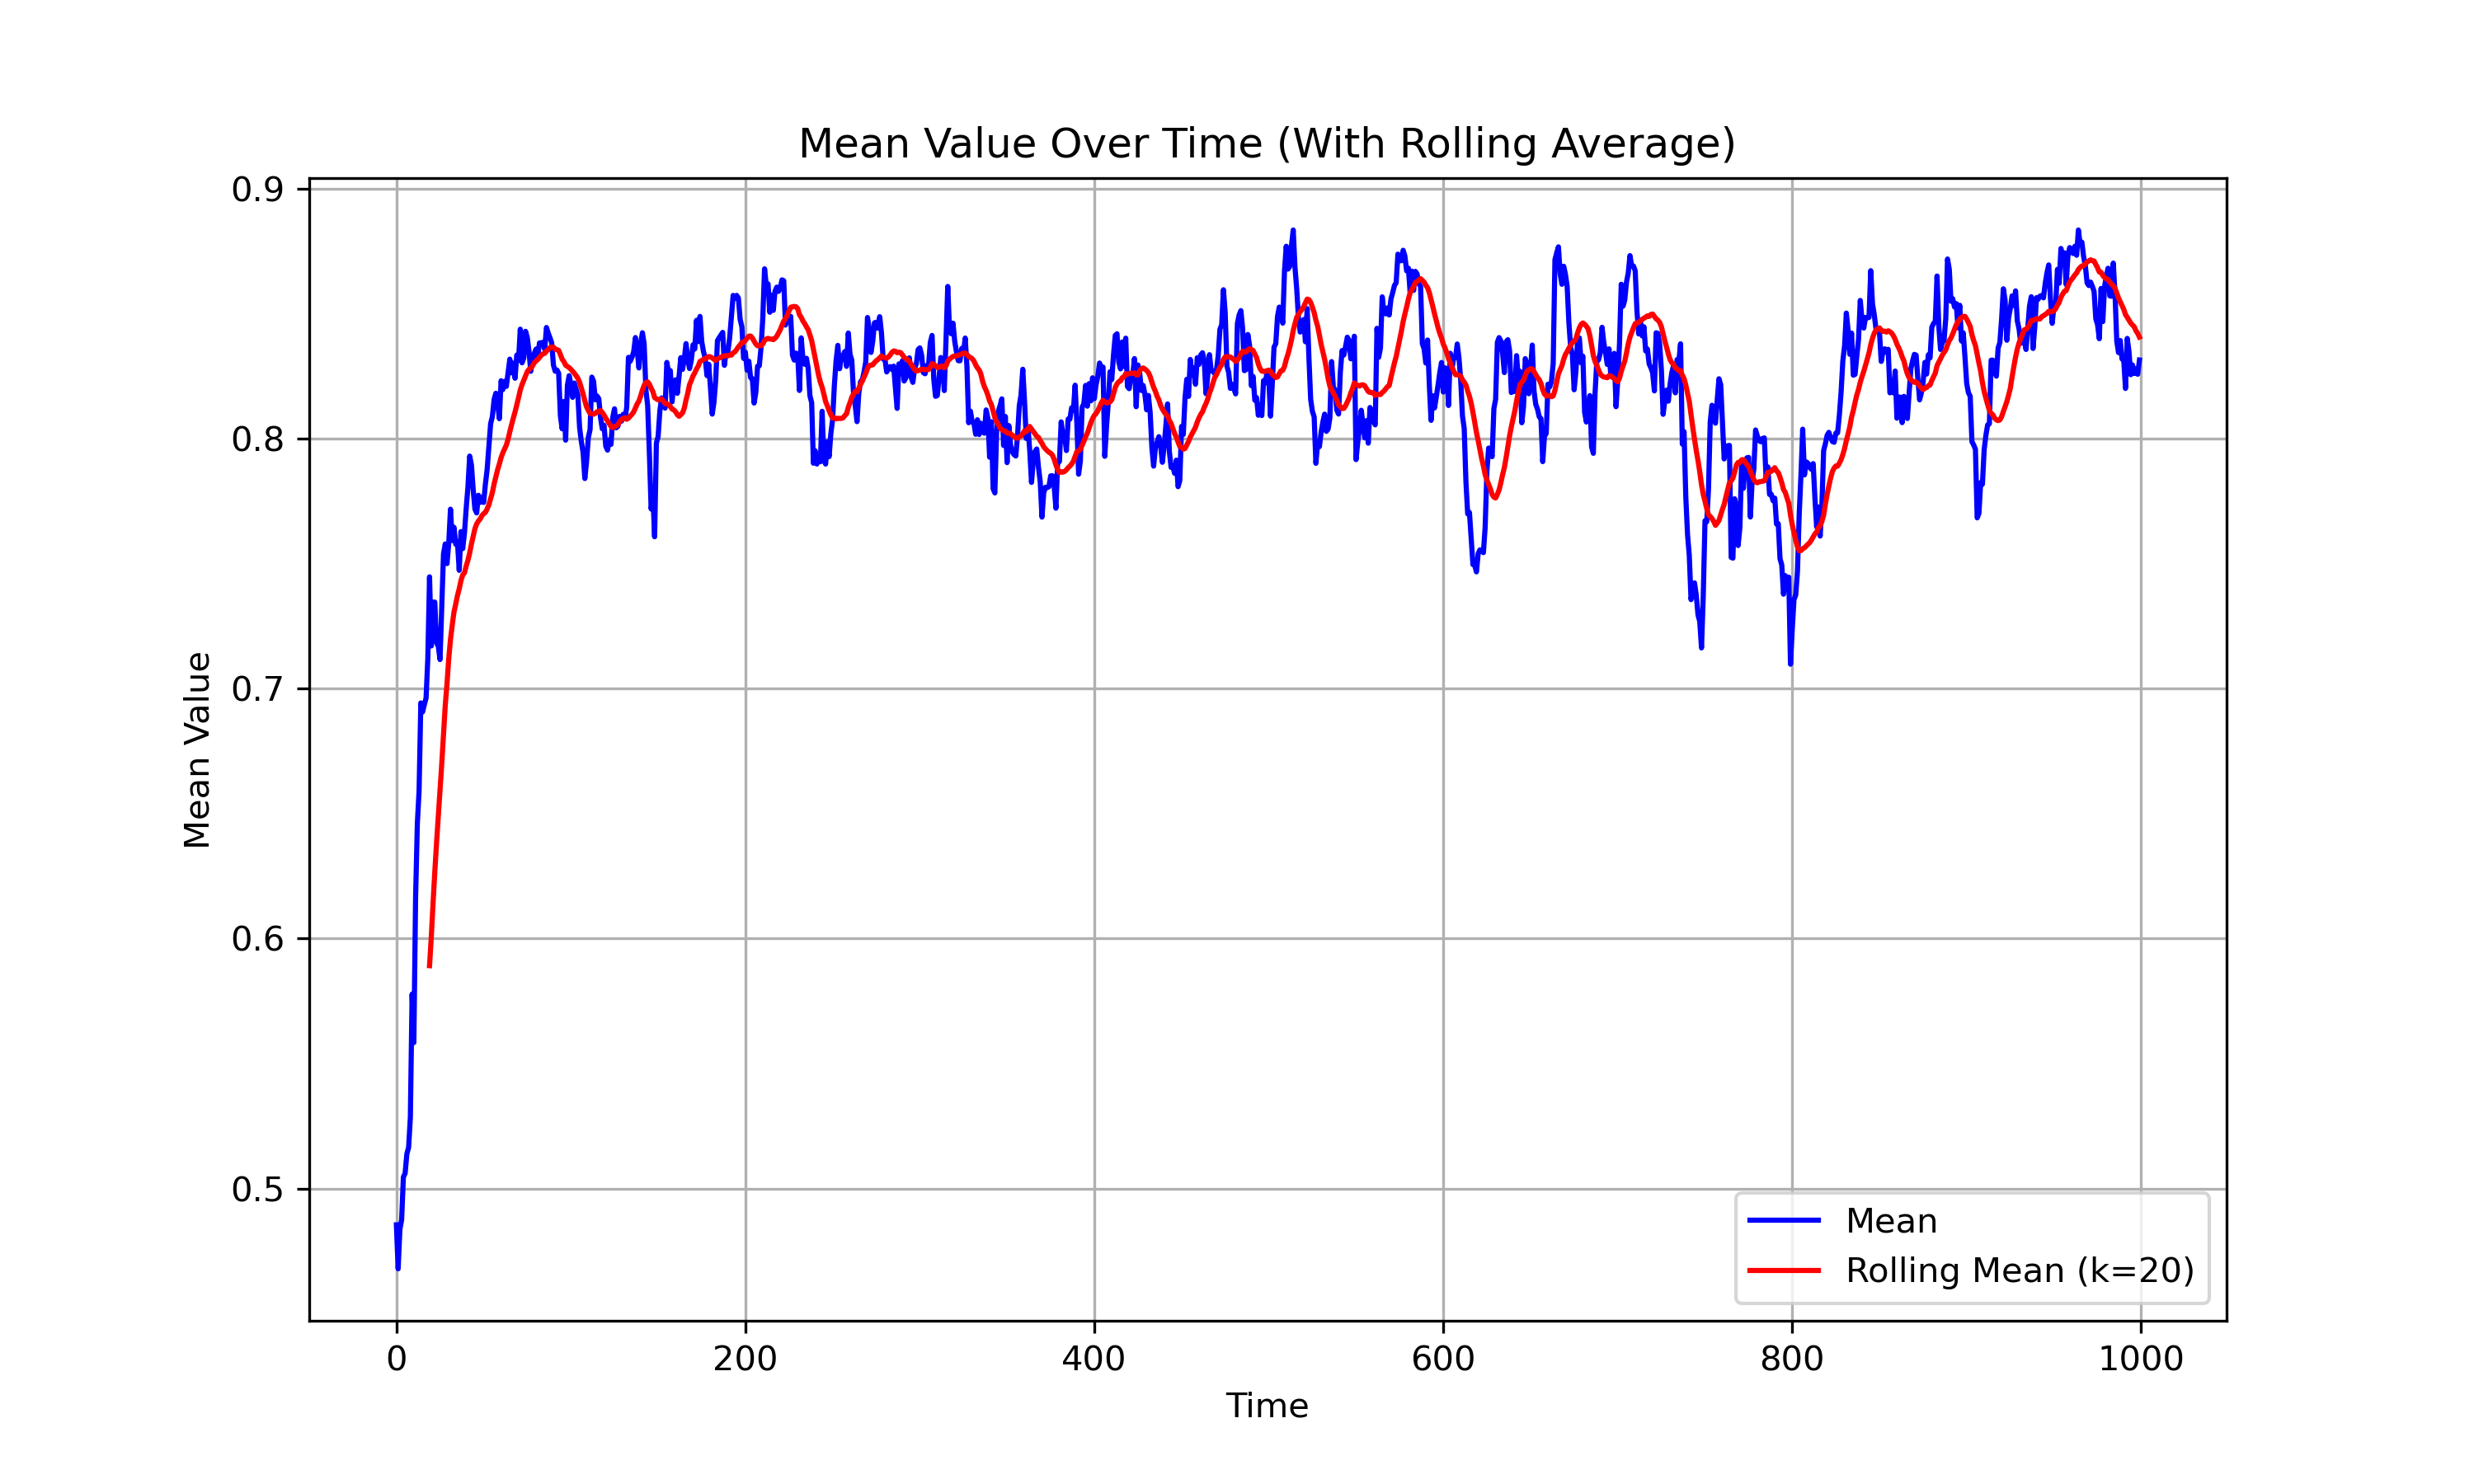 Mean Value Over Time (With Rolling Average)
0.9
0.8
0.7
0.6
0.5
Mean Value
0 200 400 600 800 1000
Time
Mean
Rolling Mean (k=20)